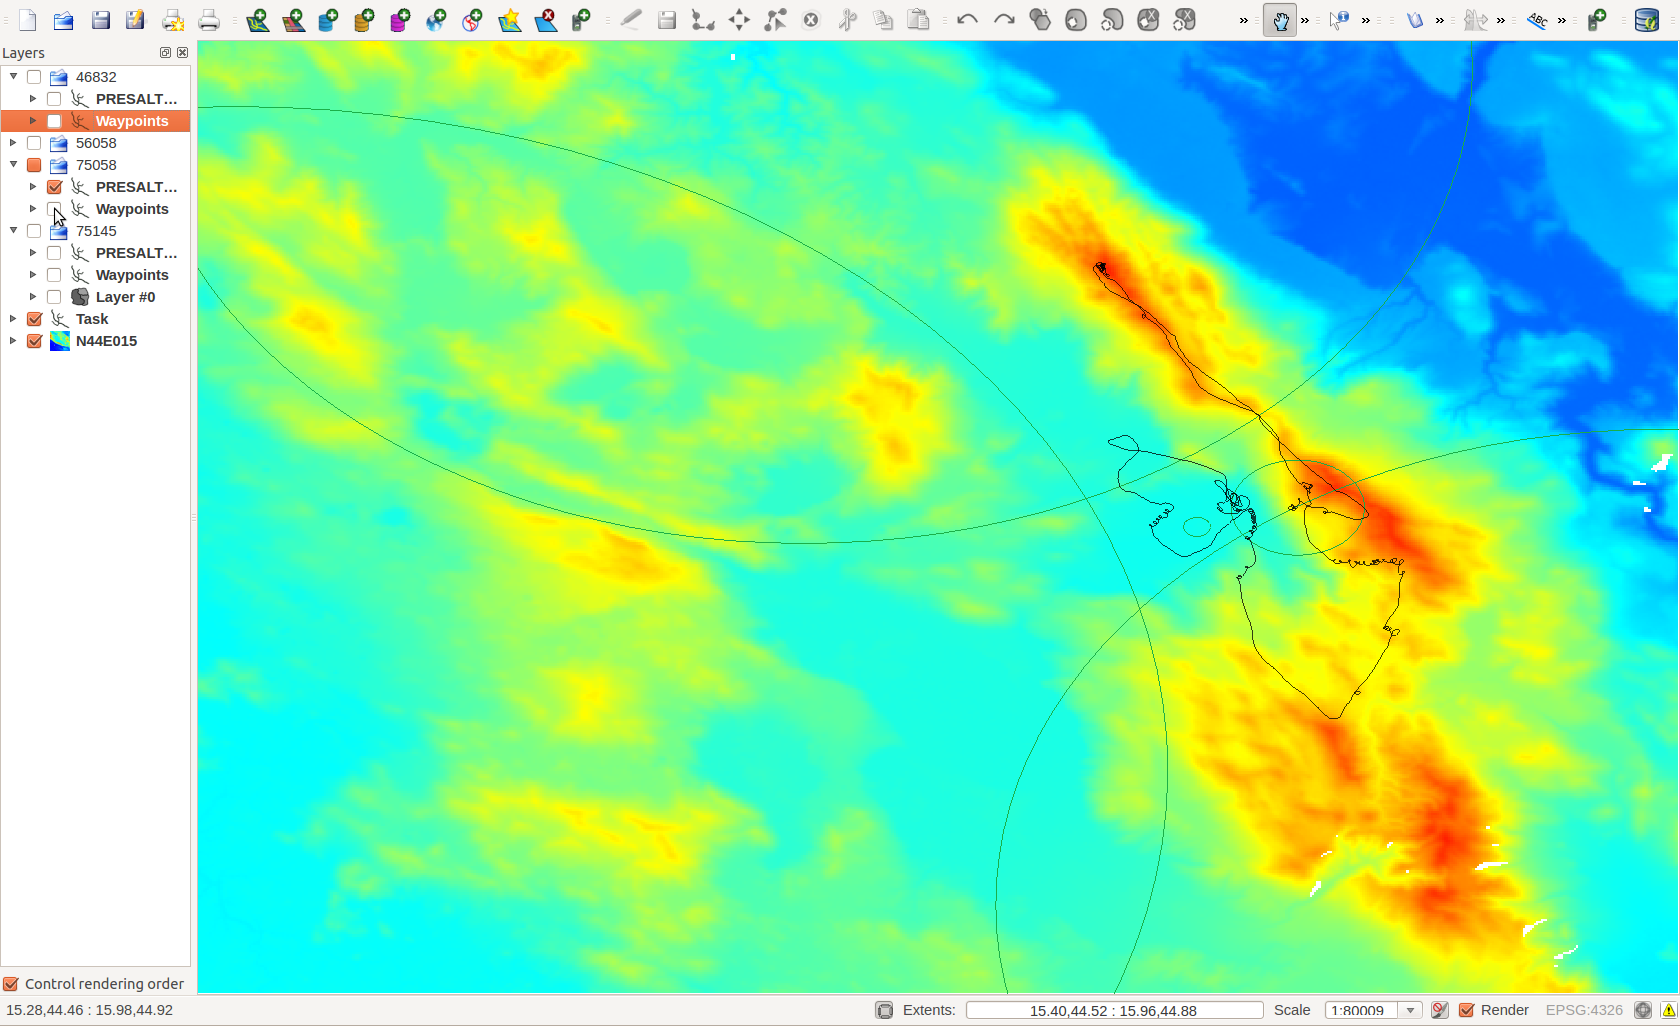 Layers
46832
PRESALT...
Waypoints
56058
75058
PRESALT...
Waypoints
75145
PRESALT...
Waypoints
Layer #0
Task
N44E015
Control rendering order
15.28,44.46 : 15.98,44.92
Extents:
15.40,44.52 : 15.96,44.88
Scale
1:80009
Render
EPSG:4326
ABC